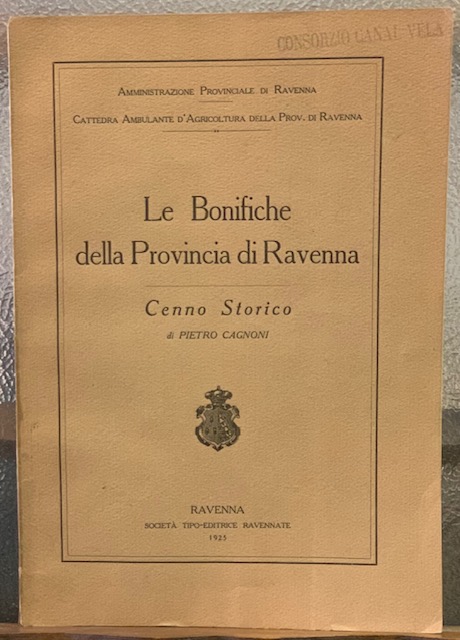 CONSORZIO CANAL VELA
Amministrazione Provinciale di Ravenna
Cattedra Ambulante d'Agricoltura della Prov. di Ravenna
Le Bonifiche
della Provincia di Ravenna
Cenno Storico
di PIETRO CAGNONI
RAVENNA
SOCIETÀ TIPO-EDITRICE RAVENNATE
1925